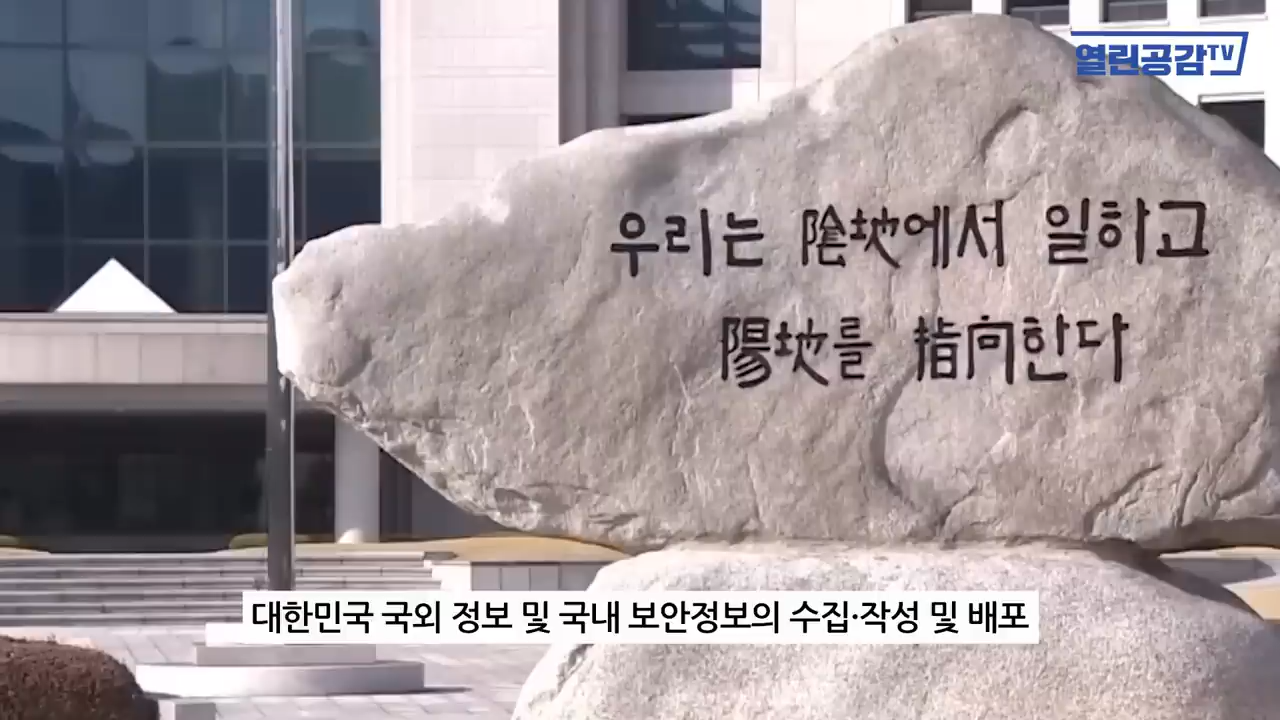 열린공감TV
우리는 陰地에서 일하고
陽地를 指向한다
대한민국 국외 정보 및 국내 보안정보의 수집·작성 및 배포